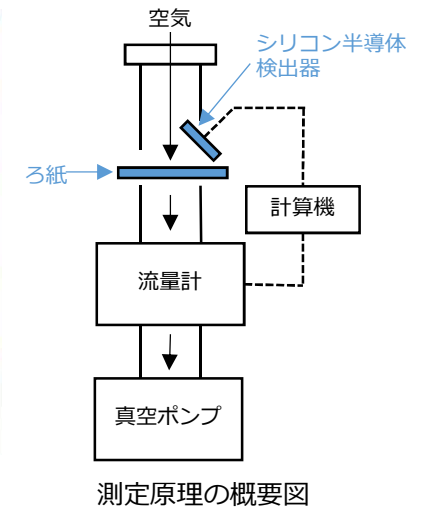 空気
シリコン半導体
検出器
ろ紙
計算機
流量計
真空ポンプ
測定原理の概要図